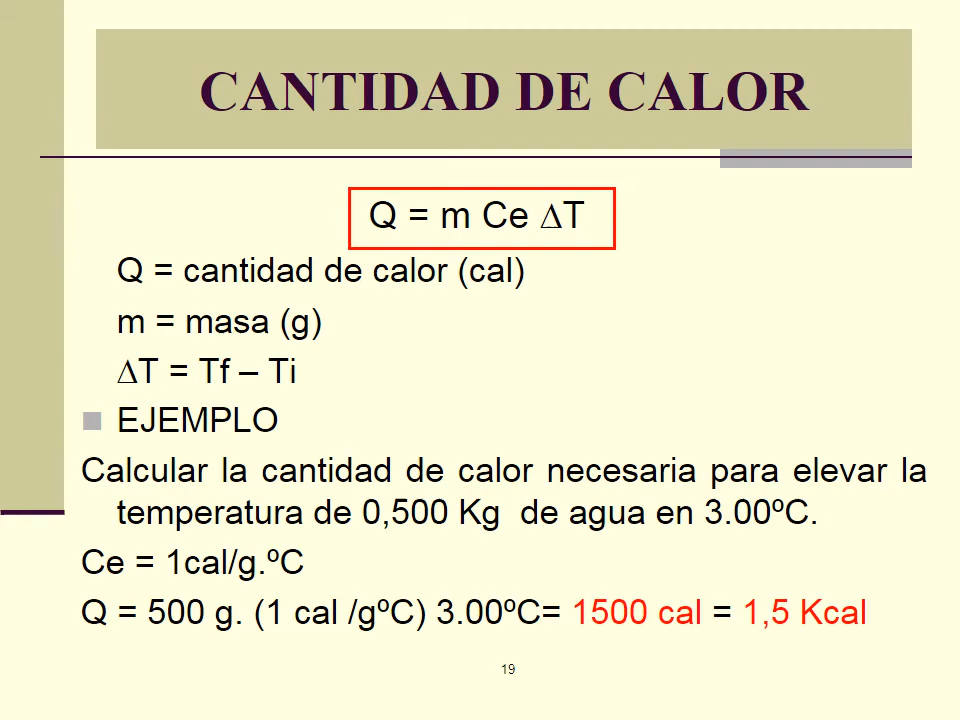 CANTIDAD DE CALOR
Q = m Ce ∆T
Q = cantidad de calor (cal)
m = masa (g)
∆T = Tf – Ti
EJEMPLO
Calcular la cantidad de calor necesaria para elevar la
temperatura de 0,500 Kg de agua en 3.00ºC.
Ce = 1cal/g.ºC
Q = 500 g. (1 cal /gºC) 3.00ºC= 1500 cal = 1,5 Kcal
19